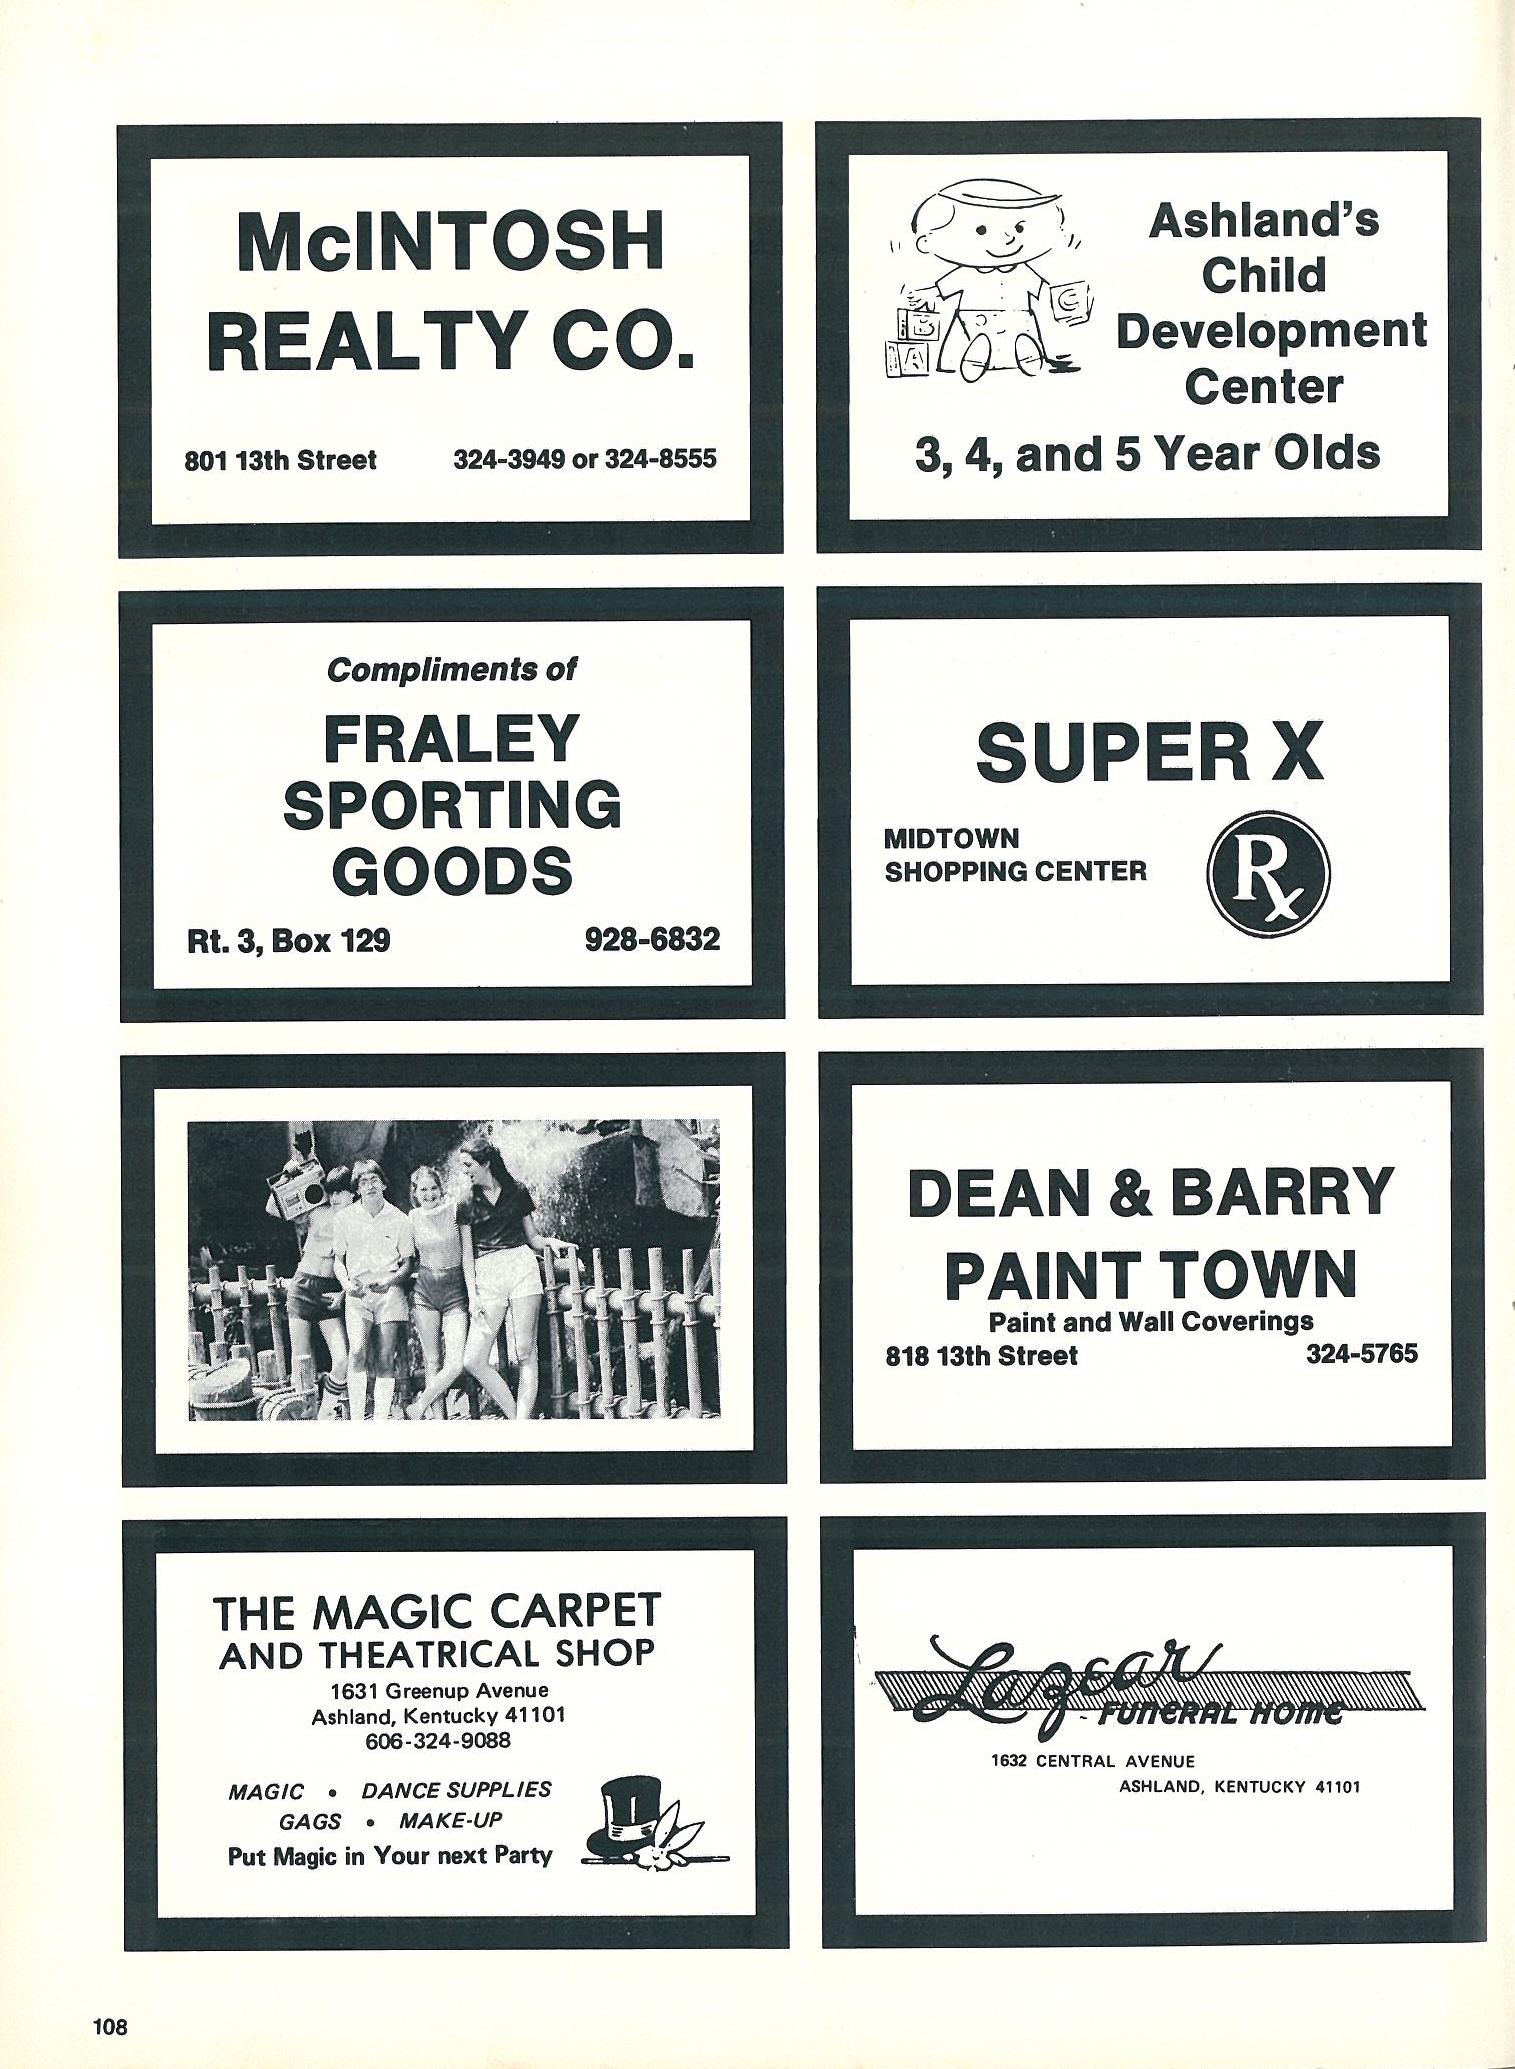 McINTOSH
REALTY CO.
801 13th Street 324-3949 or 324-8555
Ashland's
Child
Development
Center
3, 4, and 5 Year Olds
C
B
A
Compliments of
FRALEY
SPORTING
GOODS
Rt. 3, Box 129 928-6832
SUPER X
MIDTOWN
SHOPPING CENTER
Rx
DEAN & BARRY
PAINT TOWN
Paint and Wall Coverings
818 13th Street 324-5765
THE MAGIC CARPET
AND THEATRICAL SHOP
1631 Greenup Avenue
Ashland, Kentucky 41101
606-324-9088
MAGIC • DANCE SUPPLIES
GAGS • MAKE-UP
Put Magic in Your next Party
Lazear
FUNERAL HOME
1632 CENTRAL AVENUE
ASHLAND, KENTUCKY 41101
108